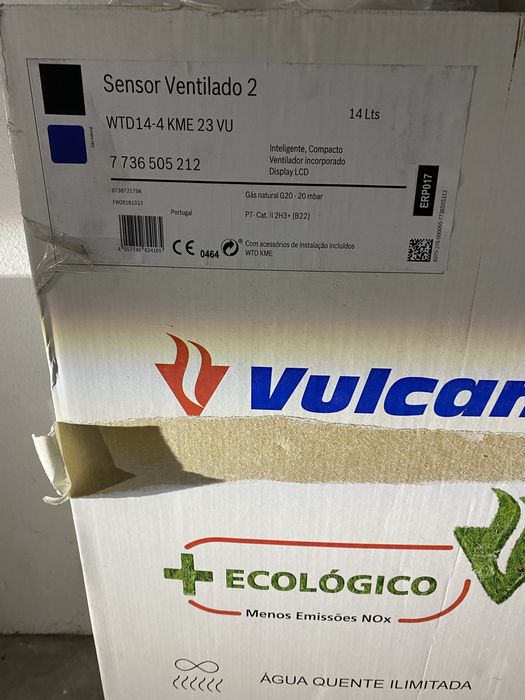 Sensor Ventilado 2
14 Lts
WTD14-4 KME 23 VU
Gás natural
Inteligente, Compacto
Ventilador incorporado
Display LCD
7 736 505 212
ERP017
8738721798
FW08181323
Gás natural G20 - 20 mbar
Portugal
PT- Cat. II 2H3+ (B22)
Com acessórios de instalação incluídos
WTD KME
0464
CE
Vulcan
+ ECOLÓGICO
Menos Emissões NOx
ÁGUA QUENTE ILIMITADA